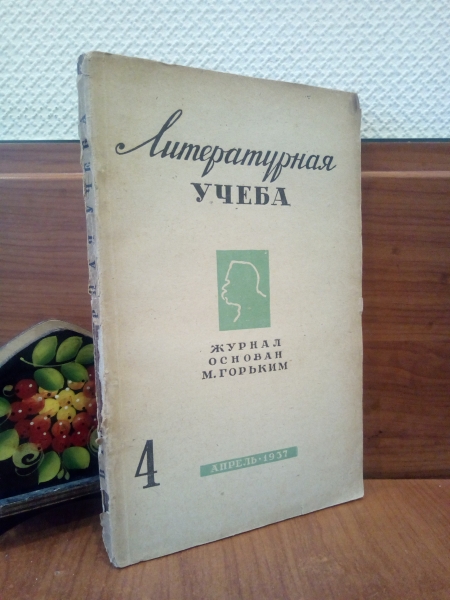 Литературная
УЧЕБА
ЖУРНАЛ
ОСНОВАН
М. ГОРЬКИМ
4
АПРЕЛЬ · 1937